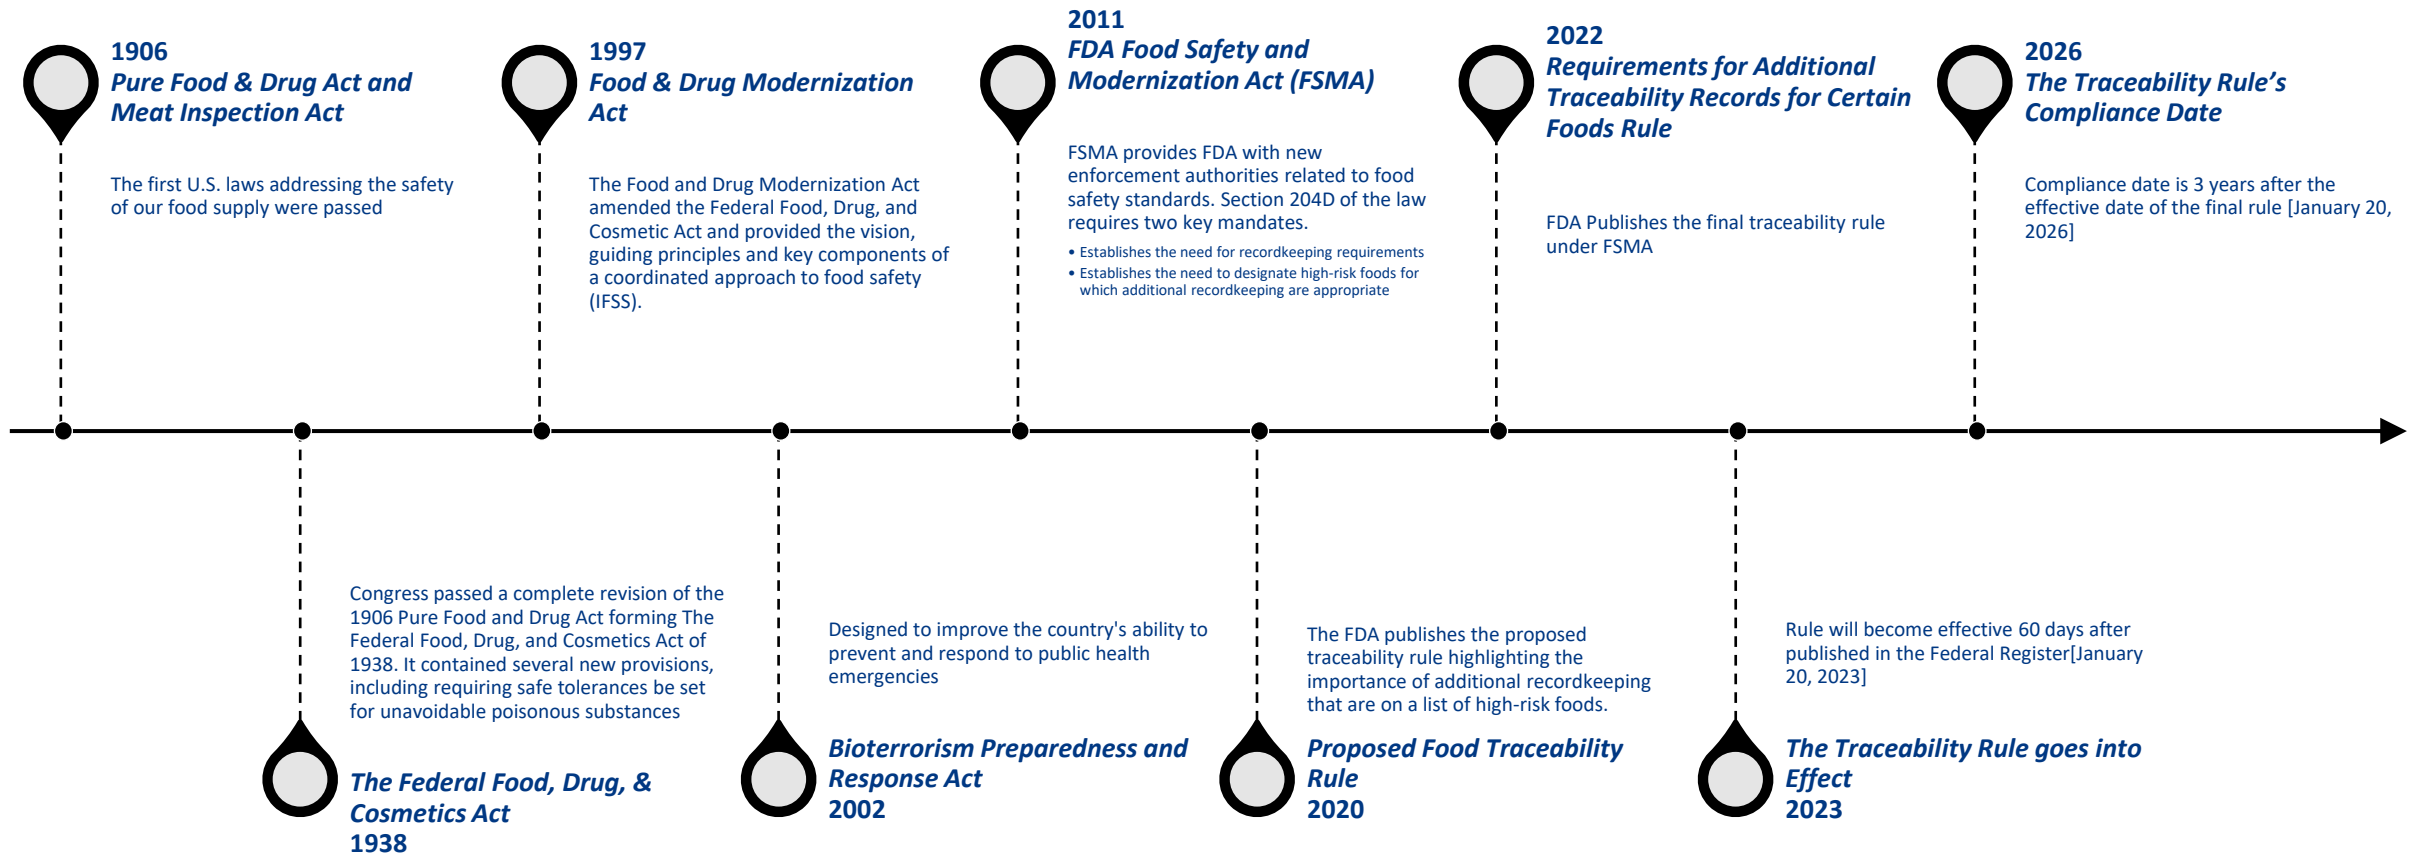 1906
Pure Food & Drug Act and
Meat Inspection Act
The first U.S. laws addressing the safety
of our food supply were passed
Congress passed a complete revision of the
1906 Pure Food and Drug Act forming The
Federal Food, Drug, and Cosmetics Act of
1938. It contained several new provisions,
including requiring safe tolerances be set
for unavoidable poisonous substances
The Federal Food, Drug, &
Cosmetics Act
1938
1997
Food & Drug Modernization
Act
The Food and Drug Modernization Act
amended the Federal Food, Drug, and
Cosmetic Act and provided the vision,
guiding principles and key components of
a coordinated approach to food safety
(IFSS).
Designed to improve the country's ability to
prevent and respond to public health
emergencies
Bioterrorism Preparedness and
Response Act
2002
2011
FDA Food Safety and
Modernization Act (FSMA)
FSMA provides FDA with new
enforcement authorities related to food
safety standards. Section 204D of the law
requires two key mandates.
• Establishes the need for recordkeeping requirements
• Establishes the need to designate high-risk foods for
which additional recordkeeping are appropriate
The FDA publishes the proposed
traceability rule highlighting the
importance of additional recordkeeping
that are on a list of high-risk foods.
Proposed Food Traceability
Rule
2020
2022
Requirements for Additional
Traceability Records for Certain
Foods Rule
FDA Publishes the final traceability rule
under FSMA
Rule will become effective 60 days after
published in the Federal Register[January
20, 2023]
The Traceability Rule goes into
Effect
2023
2026
The Traceability Rule’s
Compliance Date
Compliance date is 3 years after the
effective date of the final rule [January 20,
2026]